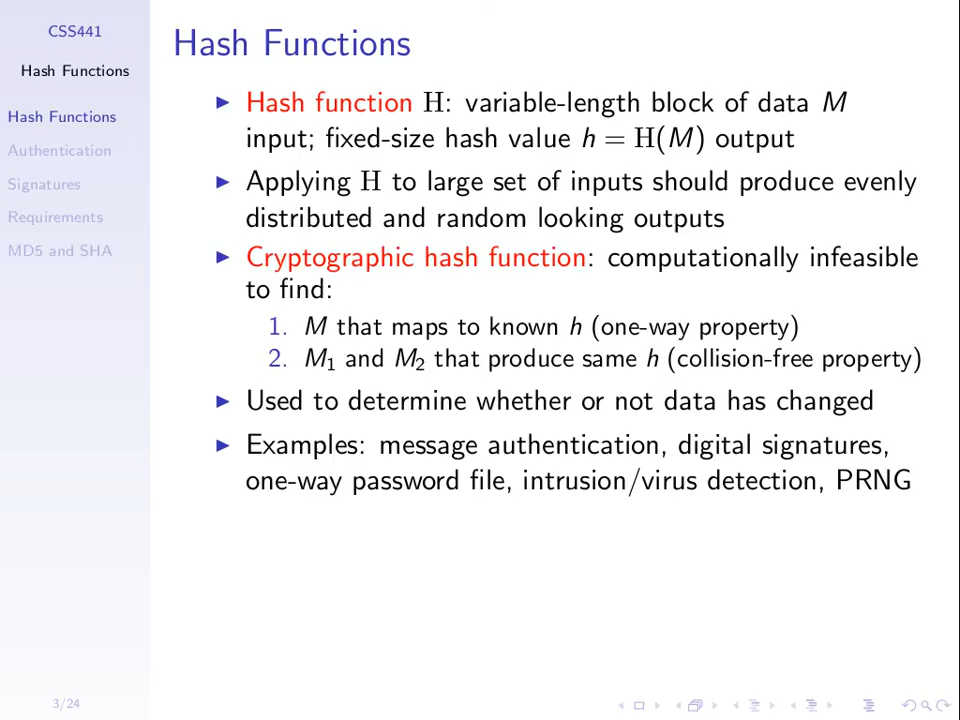 CSS441
Hash Functions
Hash Functions
Authentication
Signatures
Requirements
MD5 and SHA
3/24
Hash Functions
Hash function H: variable-length block of data M
input; fixed-size hash value h = H(M) output
Applying H to large set of inputs should produce evenly
distributed and random looking outputs
Cryptographic hash function: computationally infeasible
to find:
1. M that maps to known h (one-way property)
2. M₁ and M₂ that produce same h (collision-free property)
Used to determine whether or not data has changed
Examples: message authentication, digital signatures,
one-way password file, intrusion/virus detection, PRNG